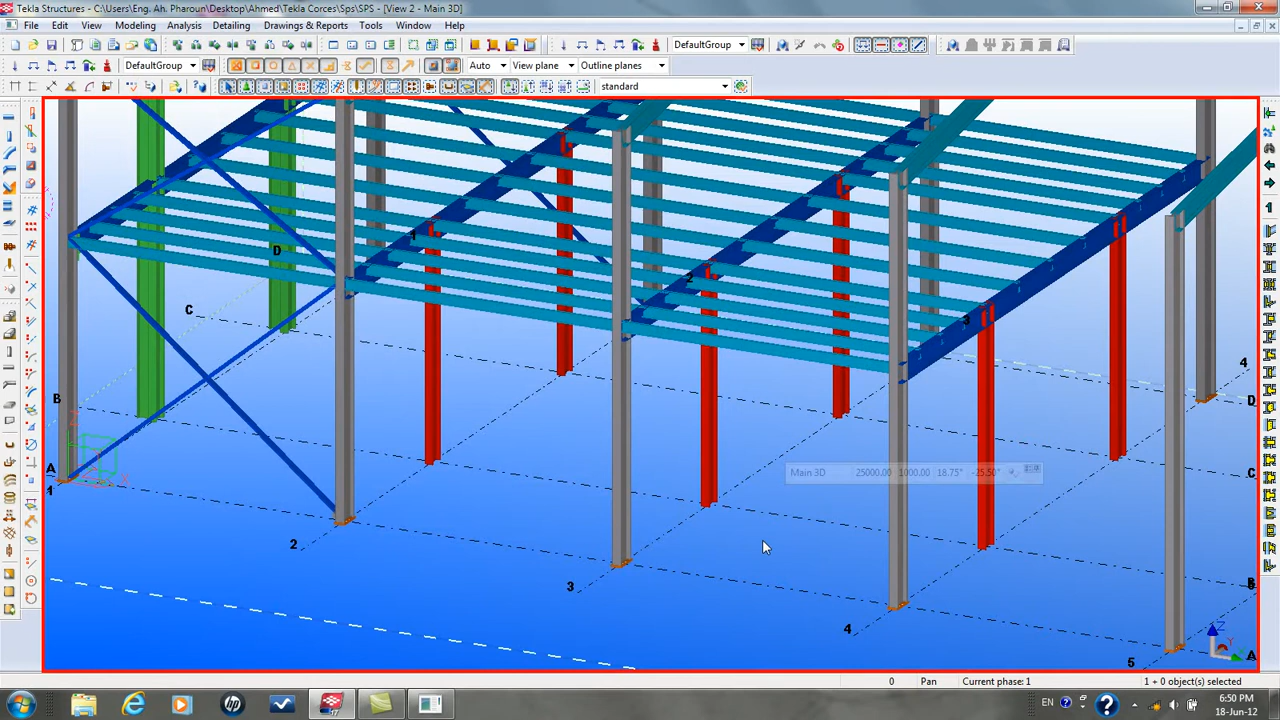 Tekla Structures - C:\Users\Eng. Ah. Pharoun\Desktop\Ahmed\Tekla Corces\Sps\SPS - [View 2 - Main 3D]
File Edit View Modeling Analysis Detailing Drawings & Reports Tools Window Help
DefaultGroup
DefaultGroup Auto View plane Outline planes
standard
D
1
2
3
C
4
B
D
A
1
C
Main 3D 25000.00 1000.00 18.75° -25.50°
2
3
B
4
5
A
Z
Y
X
0 Pan Current phase: 1 1 + 0 object(s) selected
EN 6:50 PM
18-Jun-12